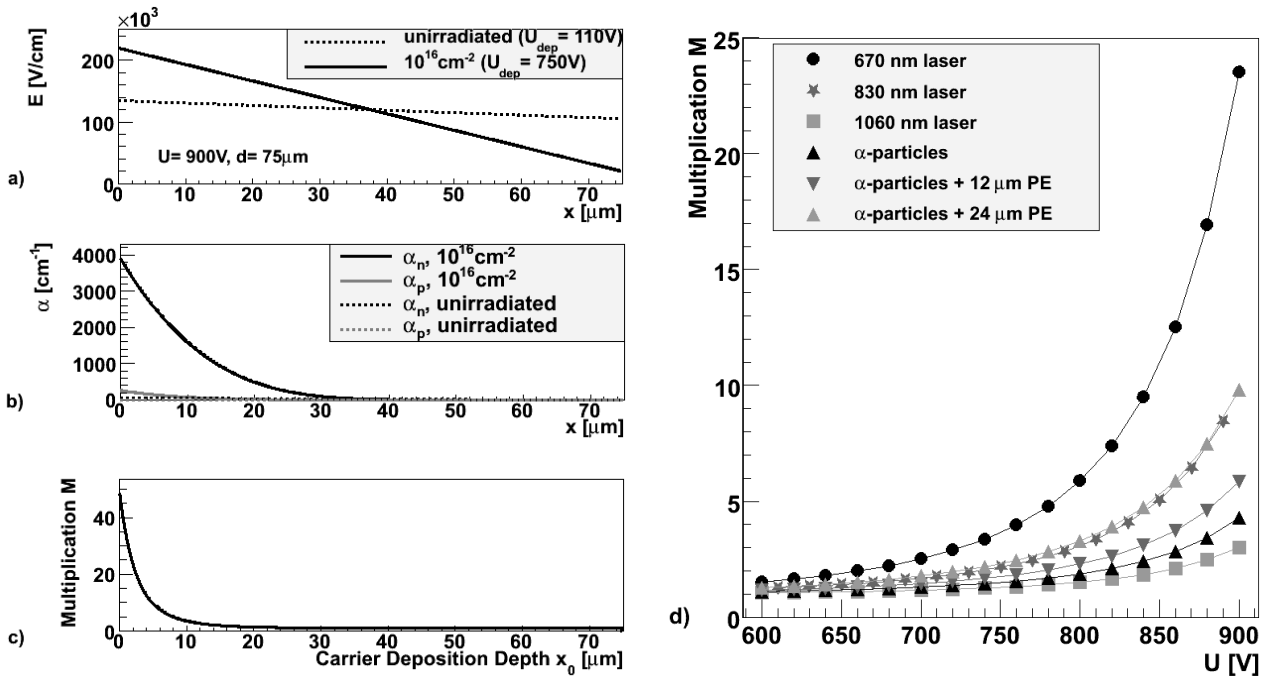 ×10³
E [V/cm]
unirradiated (U_dep = 110V)
10¹⁶cm⁻² (U_dep = 750V)
200
100
0
U= 900V, d= 75μm
a)
0 10 20 30 40 50 60 70
x [μm]
α [cm⁻¹]
4000
3000
2000
1000
0
αₙ, 10¹⁶cm⁻²
αₚ, 10¹⁶cm⁻²
αₙ, unirradiated
αₚ, unirradiated
b)
0 10 20 30 40 50 60 70
x [μm]
Multiplication M
40
20
0
c)
0 10 20 30 40 50 60 70
Carrier Deposition Depth x₀ [μm]
Multiplication M
25
20
15
10
5
0
670 nm laser
830 nm laser
1060 nm laser
α-particles
α-particles + 12 μm PE
α-particles + 24 μm PE
d)
600 650 700 750 800 850 900
U [V]